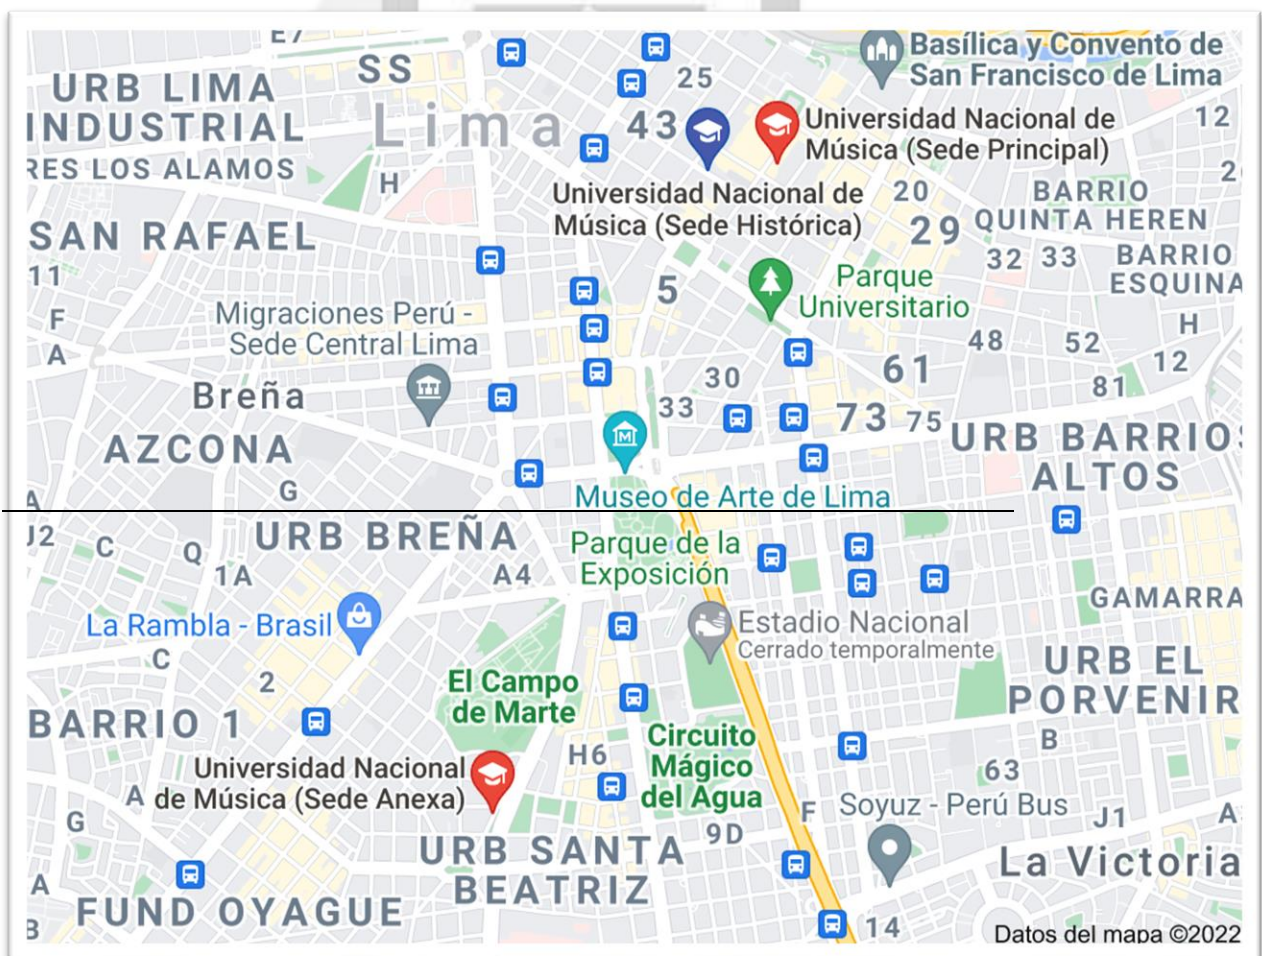 E7
SS
25
Basílica y Convento de
San Francisco de Lima
URB LIMA
INDUSTRIAL
Lima
43
Universidad Nacional de
Música (Sede Principal)
12
RES LOS ALAMOS
H
Universidad Nacional de
Música (Sede Histórica)
20
29
BARRIO
QUINTA HEREN
SAN RAFAEL
32 33
BARRIO
ESQUINA
11
5
Parque
Universitario
Migraciones Perú -
Sede Central Lima
F
A
H
48
52
12
61
81
30
33
Breña
73
75
AZCONA
URB BARRIOS
ALTOS
G
Museo de Arte de Lima
A
J2
C
Q
1A
URB BREÑA
A4
Parque de la
Exposición
GAMARRA
La Rambla - Brasil
Estadio Nacional
Cerrado temporalmente
C
2
URB EL
PORVENIR
El Campo
de Marte
BARRIO 1
B
H6
Circuito
Mágico
del Agua
63
Universidad Nacional
de Música (Sede Anexa)
A
G
F
Soyuz - Perú Bus
J1
A
9D
URB SANTA
BEATRIZ
La Victoria
A
FUND OYAGUE
B
14
Datos del mapa ©2022